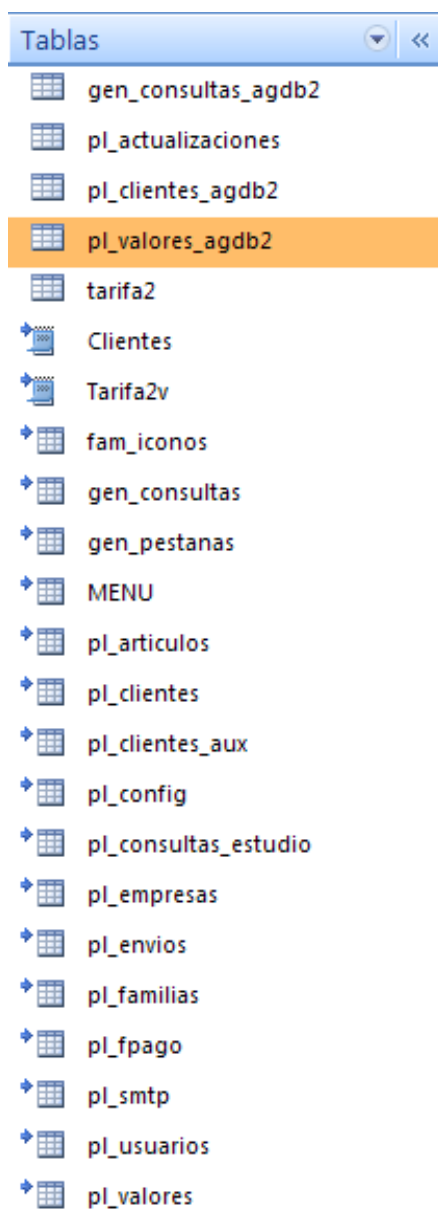 Tablas
gen_consultas_agdb2
pl_actualizaciones
pl_clientes_agdb2
pl_valores_agdb2
tarifa2
Clientes
Tarifa2v
fam_iconos
gen_consultas
gen_pestanas
MENU
pl_articulos
pl_clientes
pl_clientes_aux
pl_config
pl_consultas_estudio
pl_empresas
pl_envios
pl_familias
pl_fpago
pl_smtp
pl_usuarios
pl_valores